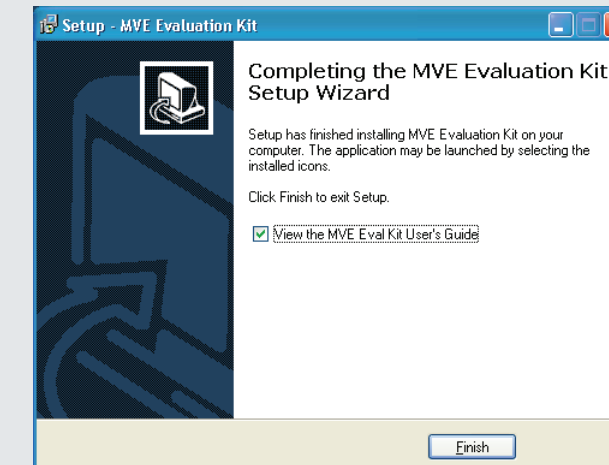 Setup - MVE Evaluation Kit
Completing the MVE Evaluation Kit
Setup Wizard
Setup has finished installing MVE Evaluation Kit on your
computer. The application may be launched by selecting the
installed icons.
Click Finish to exit Setup.
View the MVE Eval Kit User's Guide
Finish